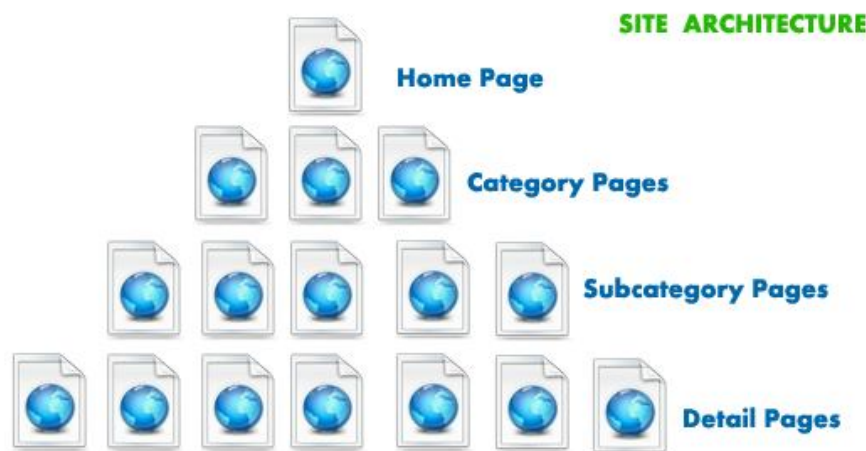 SITE ARCHITECTURE
Home Page
Category Pages
Subcategory Pages
Detail Pages